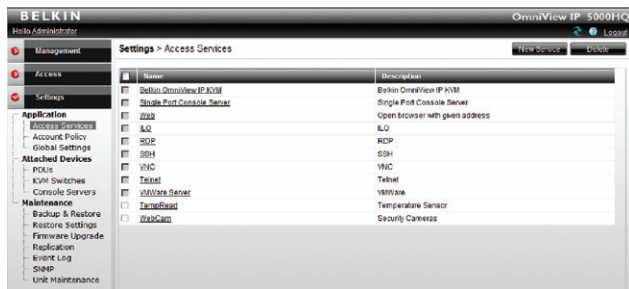 BELKIN
OmniView IP 5000HQ
Hello Administrator
Logout
Management
Settings > Access Services
New Service
Delete
Access
Name
Description
Settings
Belkin OmniView IP KVM
Belkin OmniView IP KVM
Single Port Console Server
Single Port Console Server
Application
Web
Open browser with given address
Access Services
ILO
ILO
Account Policy
RDP
RDP
Global Settings
SSH
SSH
Attached Devices
VNC
VNC
PDUs
Telnet
Telnet
KVM Switches
VMWare Server
VMWare
Console Servers
TempRead
Temperature Sensor
Maintenance
WebCam
Security Cameras
Backup & Restore
Restore Settings
Firmware Upgrade
Replication
Event Log
SNMP
Unit Maintenance